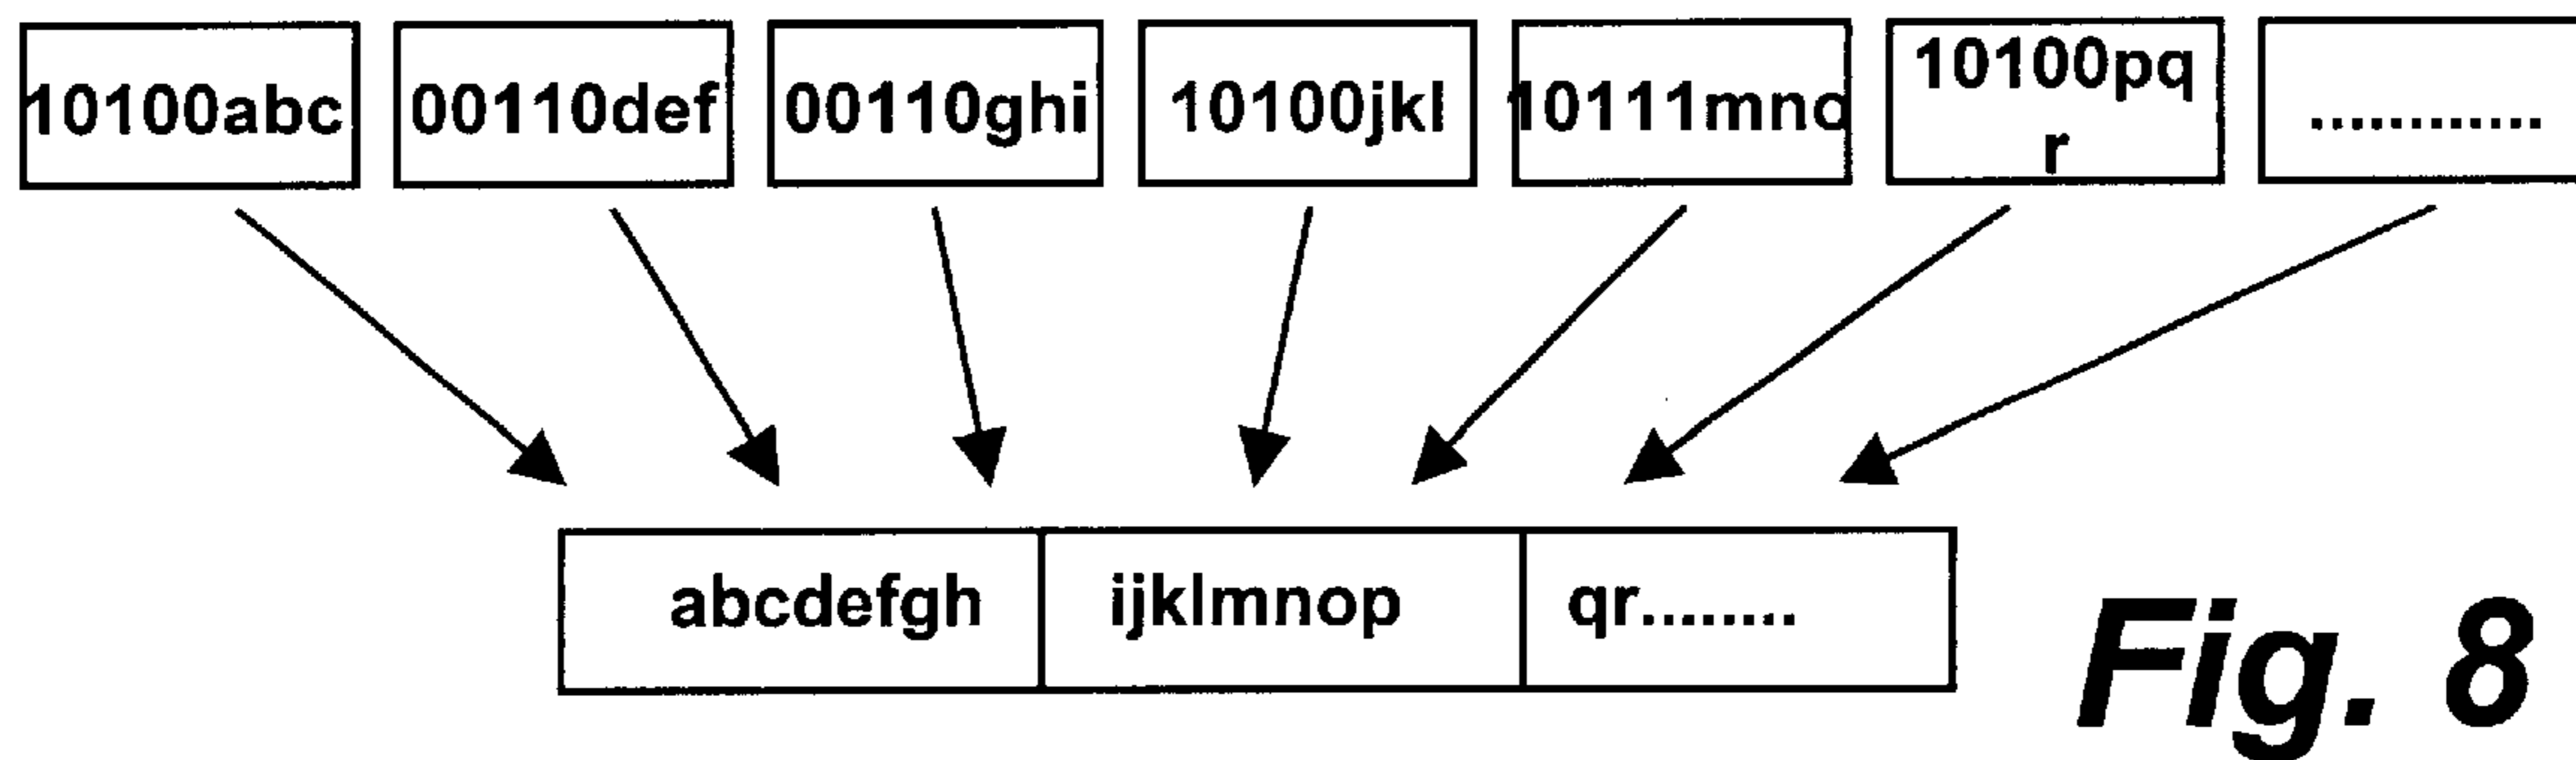 10100abc 00110def 00110ghi 10100jkl 10111mno 10100pq
r ............
abcdefgh ijklmnop qr........
Fig. 8